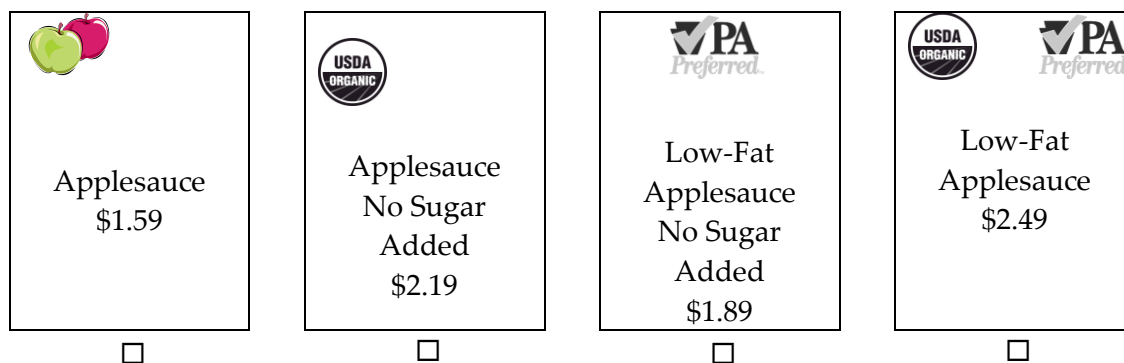 Applesauce
$1.59
USDA
ORGANIC
Applesauce
No Sugar
Added
$2.19
PA
Preferred
Low-Fat
Applesauce
No Sugar
Added
$1.89
USDA
ORGANIC
PA
Preferred
Low-Fat
Applesauce
$2.49